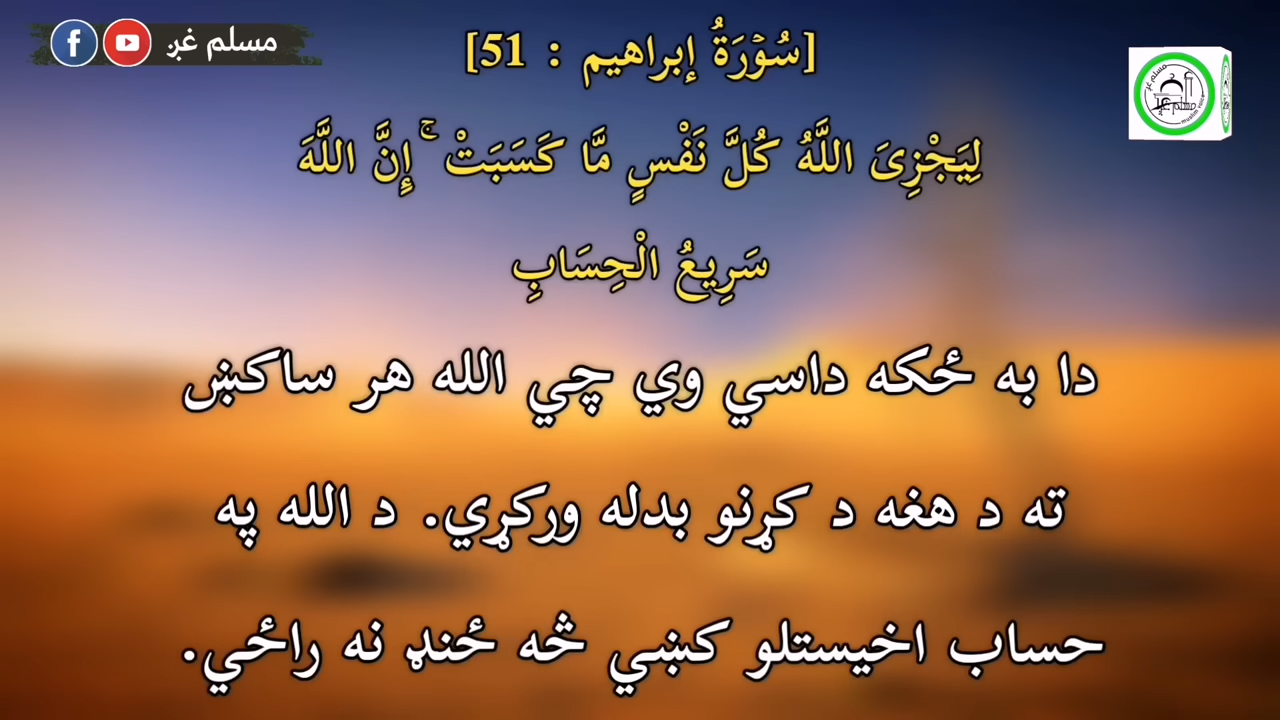 مسلم غږ
[سُوْرَةُ إبراهيم : 51]
لِيَجْزِىَ اللَّهُ كُلَّ نَفْسٍ مَّا كَسَبَتْ ۚ إِنَّ اللَّهَ
سَرِيعُ الْحِسَابِ
دا به ځکه داسي وي چي الله هر ساکښ
ته د هغه د کړنو بدله ورکړي. د الله په
حساب اخيستلو کښي څه ځنډ نه راځي.